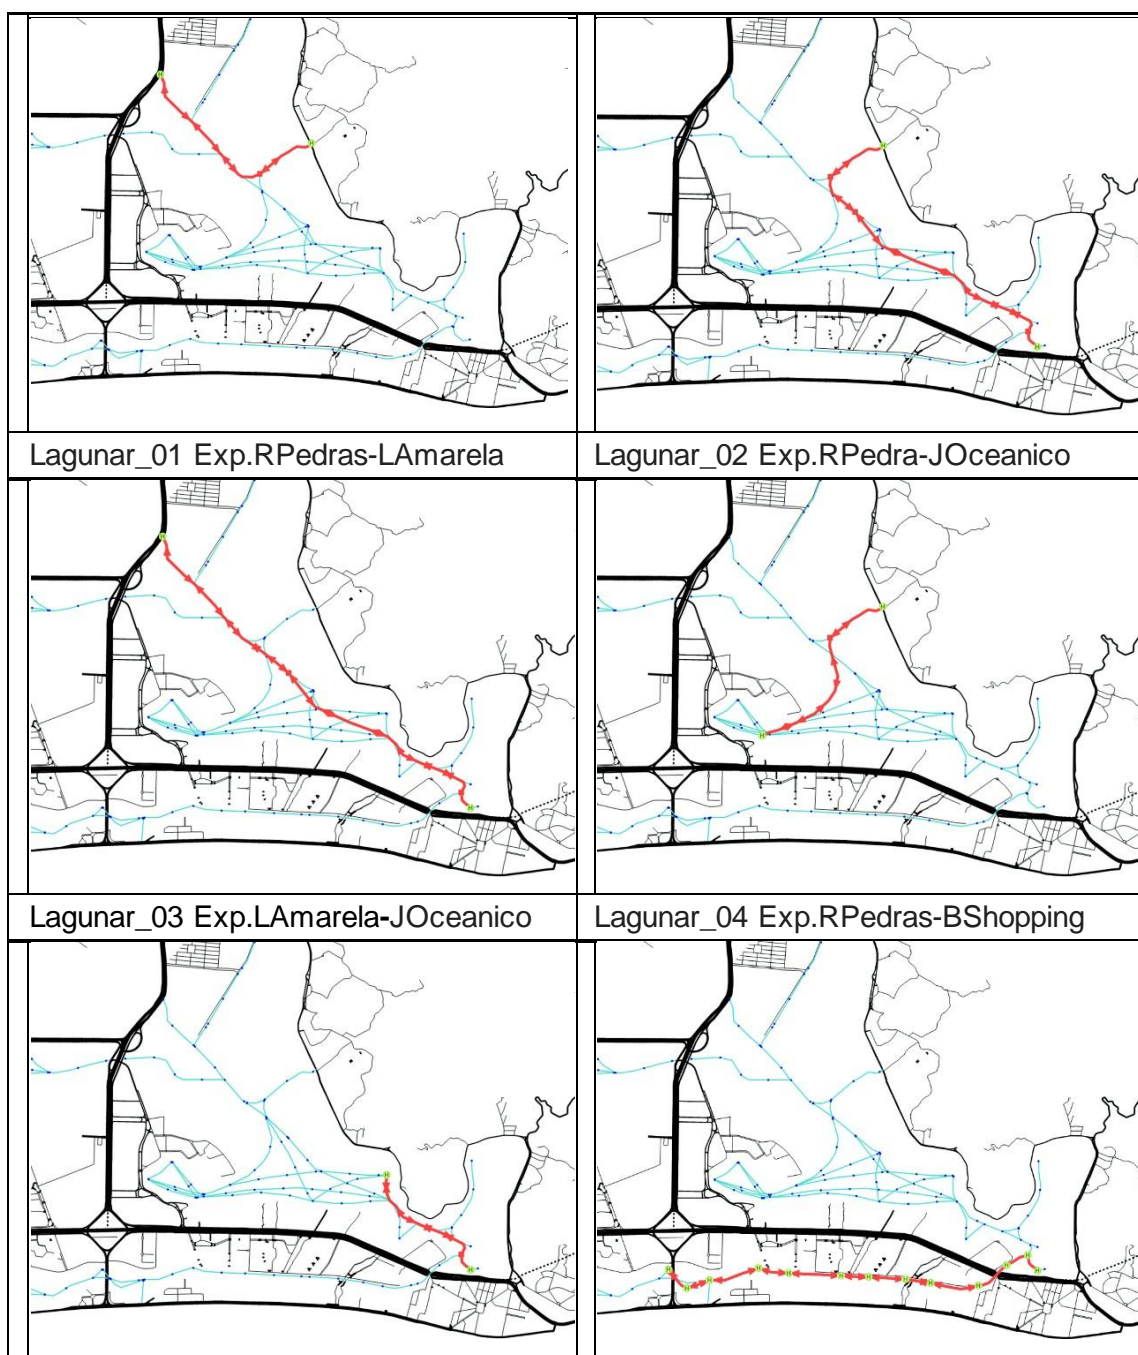 Lagunar_01 Exp.RPedras-LAmarela
Lagunar_02 Exp.RPedra-JOceanico
Lagunar_03 Exp.LAmarela-JOceanico
Lagunar_04 Exp.RPedras-BShopping